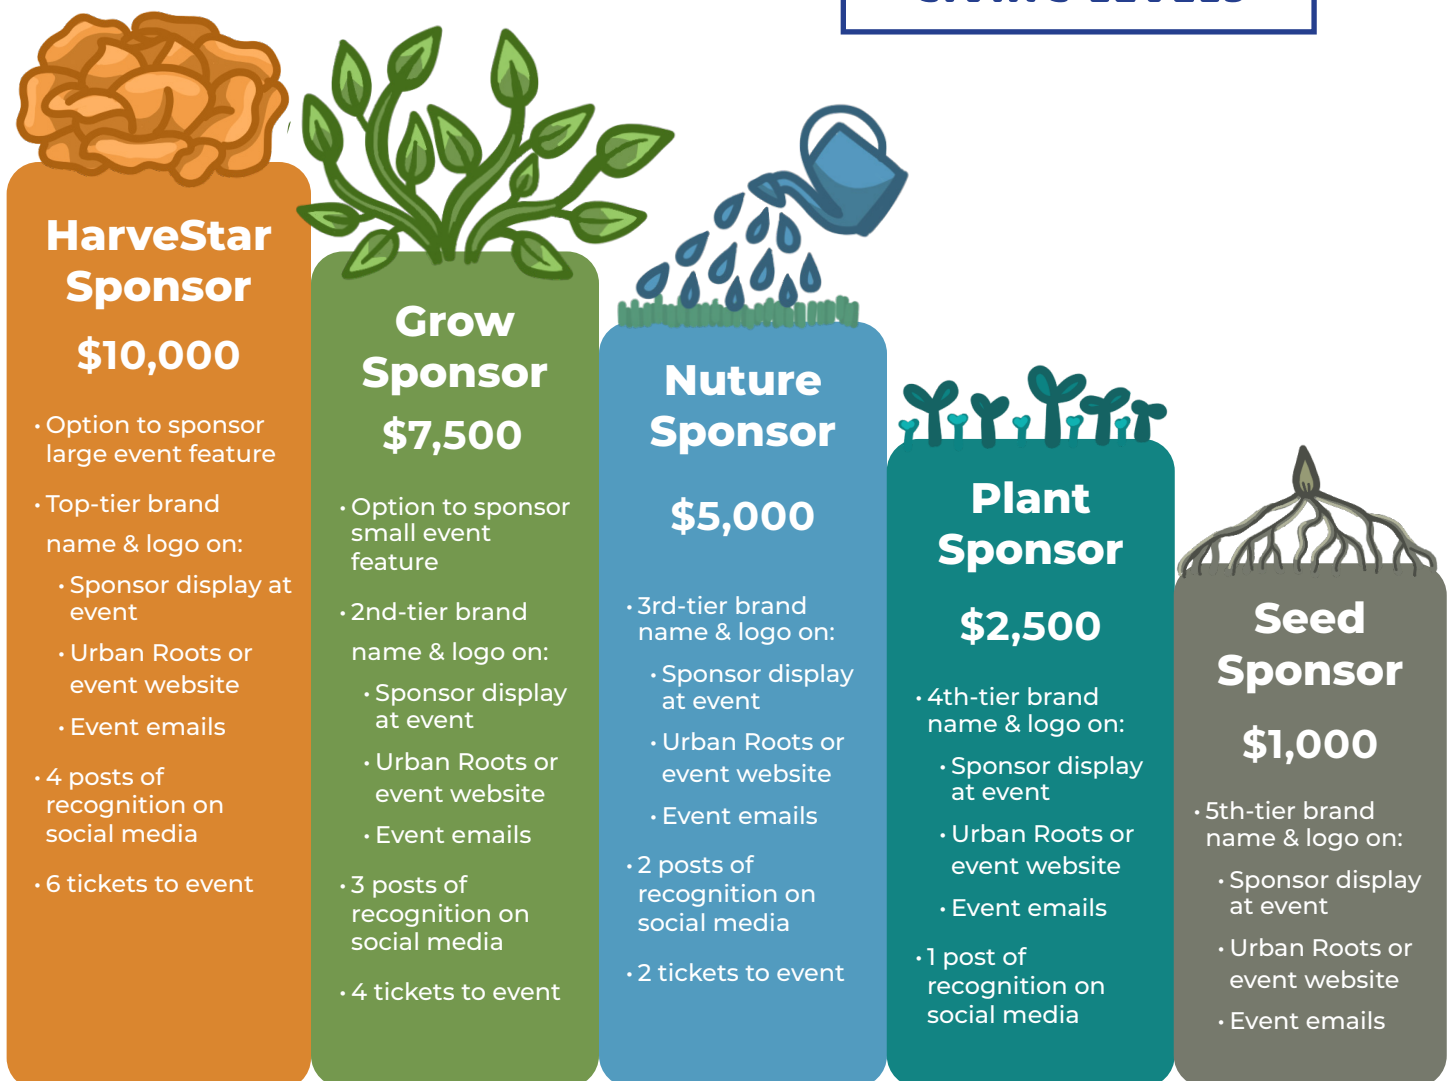 GIVING LEVELS
HarveStar
Sponsor
$10,000
• Option to sponsor
large event feature
• Top-tier brand
name & logo on:
• Sponsor display at
event
• Urban Roots or
event website
• Event emails
• 4 posts of
recognition on
social media
• 6 tickets to event
Grow
Sponsor
$7,500
• Option to sponsor
small event
feature
• 2nd-tier brand
name & logo on:
• Sponsor display
at event
• Urban Roots or
event website
• Event emails
• 3 posts of
recognition on
social media
• 4 tickets to event
Nuture
Sponsor
$5,000
• 3rd-tier brand
name & logo on:
• Sponsor display
at event
• Urban Roots or
event website
• Event emails
• 2 posts of
recognition on
social media
• 2 tickets to event
Plant
Sponsor
$2,500
• 4th-tier brand
name & logo on:
• Sponsor display
at event
• Urban Roots or
event website
• Event emails
• 1 post of
recognition on
social media
Seed
Sponsor
$1,000
• 5th-tier brand
name & logo on:
• Sponsor display
at event
• Urban Roots or
event website
• Event emails